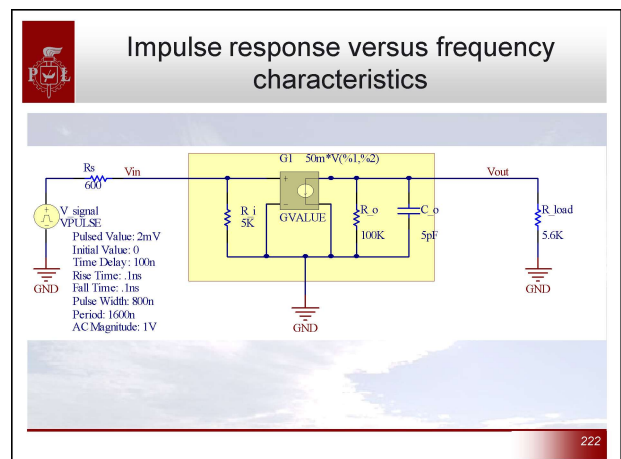 Impulse response versus frequency
characteristics
P Ł
G1 50m*V(%1,%2)
Rs
600
Vin
Vout
V_signal
VPULSE
Pulsed Value: 2mV
Initial Value: 0
Time Delay: 100n
Rise Time: .1ns
Fall Time: .1ns
Pulse Width: 800n
Period: 1600n
AC Magnitude: 1V
R_i
5K
GVALUE
R_o
100K
C_o
5pF
R_load
5.6K
GND
GND
GND
222